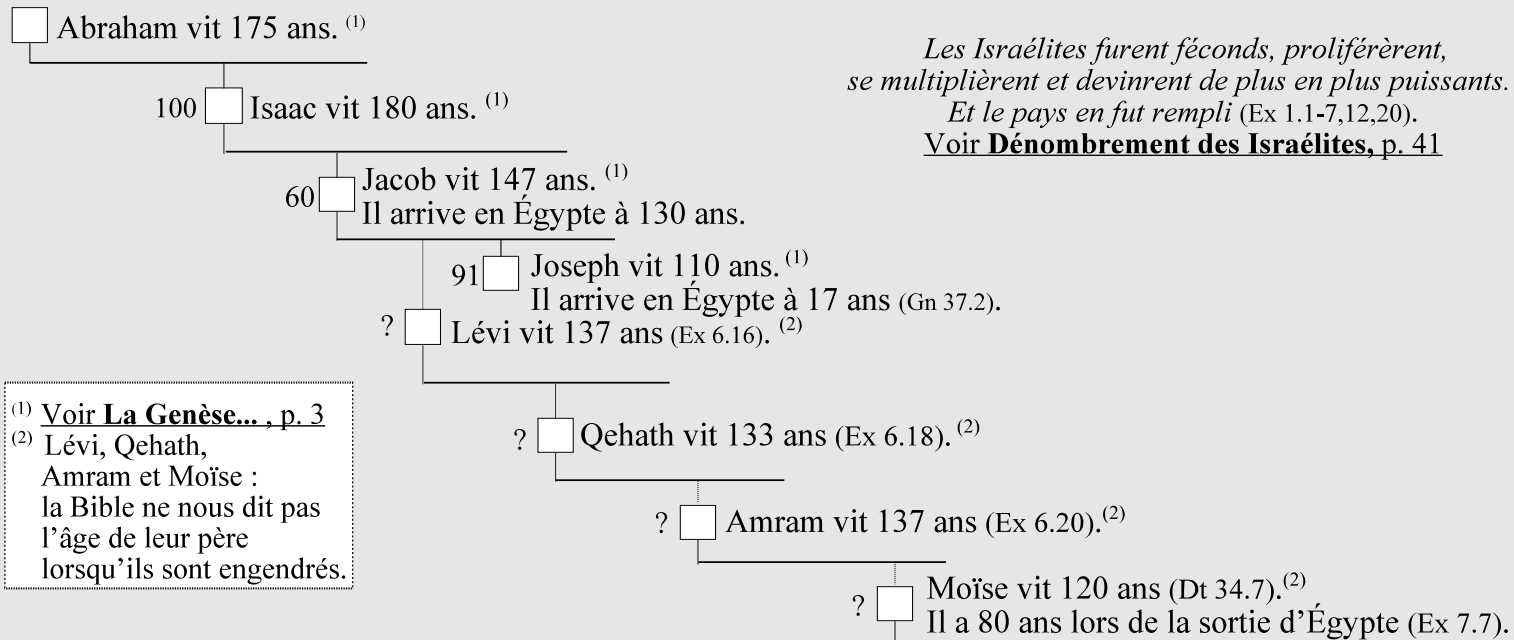 Abraham vit 175 ans. (1)
Les Israélites furent féconds, proliférèrent,
se multiplièrent et devinrent de plus en plus puissants.
Et le pays en fut rempli (Ex 1.1-7,12,20).
Voir Dénombrement des Israélites, p. 41
100 Isaac vit 180 ans. (1)
60 Jacob vit 147 ans. (1)
Il arrive en Égypte à 130 ans.
91 Joseph vit 110 ans. (1)
Il arrive en Égypte à 17 ans (Gn 37.2).
? Lévi vit 137 ans (Ex 6.16). (2)
(1) Voir La Genèse... , p. 3
(2) Lévi, Qehath,
Amram et Moïse :
la Bible ne nous dit pas
l’âge de leur père
lorsqu’ils sont engendrés.
? Qehath vit 133 ans (Ex 6.18). (2)
? Amram vit 137 ans (Ex 6.20).(2)
? Moïse vit 120 ans (Dt 34.7).(2)
Il a 80 ans lors de la sortie d’Égypte (Ex 7.7).